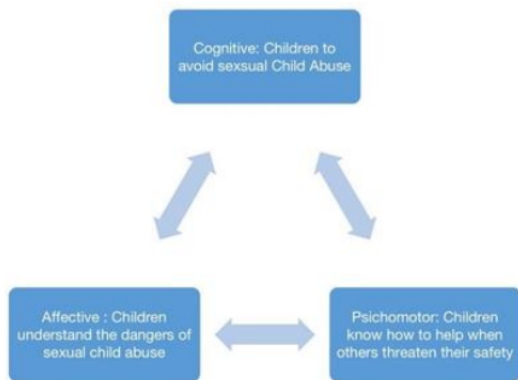 Cognitive: Children to
avoid sexsual Child Abuse
Affective : Children
understand the dangers of
sexual child abuse
Psichomotor: Children
know how to help when
others threaten their safety